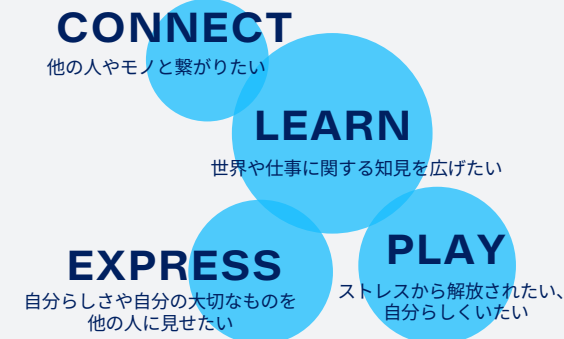 CONNECT
他の人やモノと繋がりたい
LEARN
世界や仕事に関する知見を広げたい
EXPRESS
自分らしさや自分の大切なものを
他の人に見せたい
PLAY
ストレスから解放されたい、
自分らしくいたい